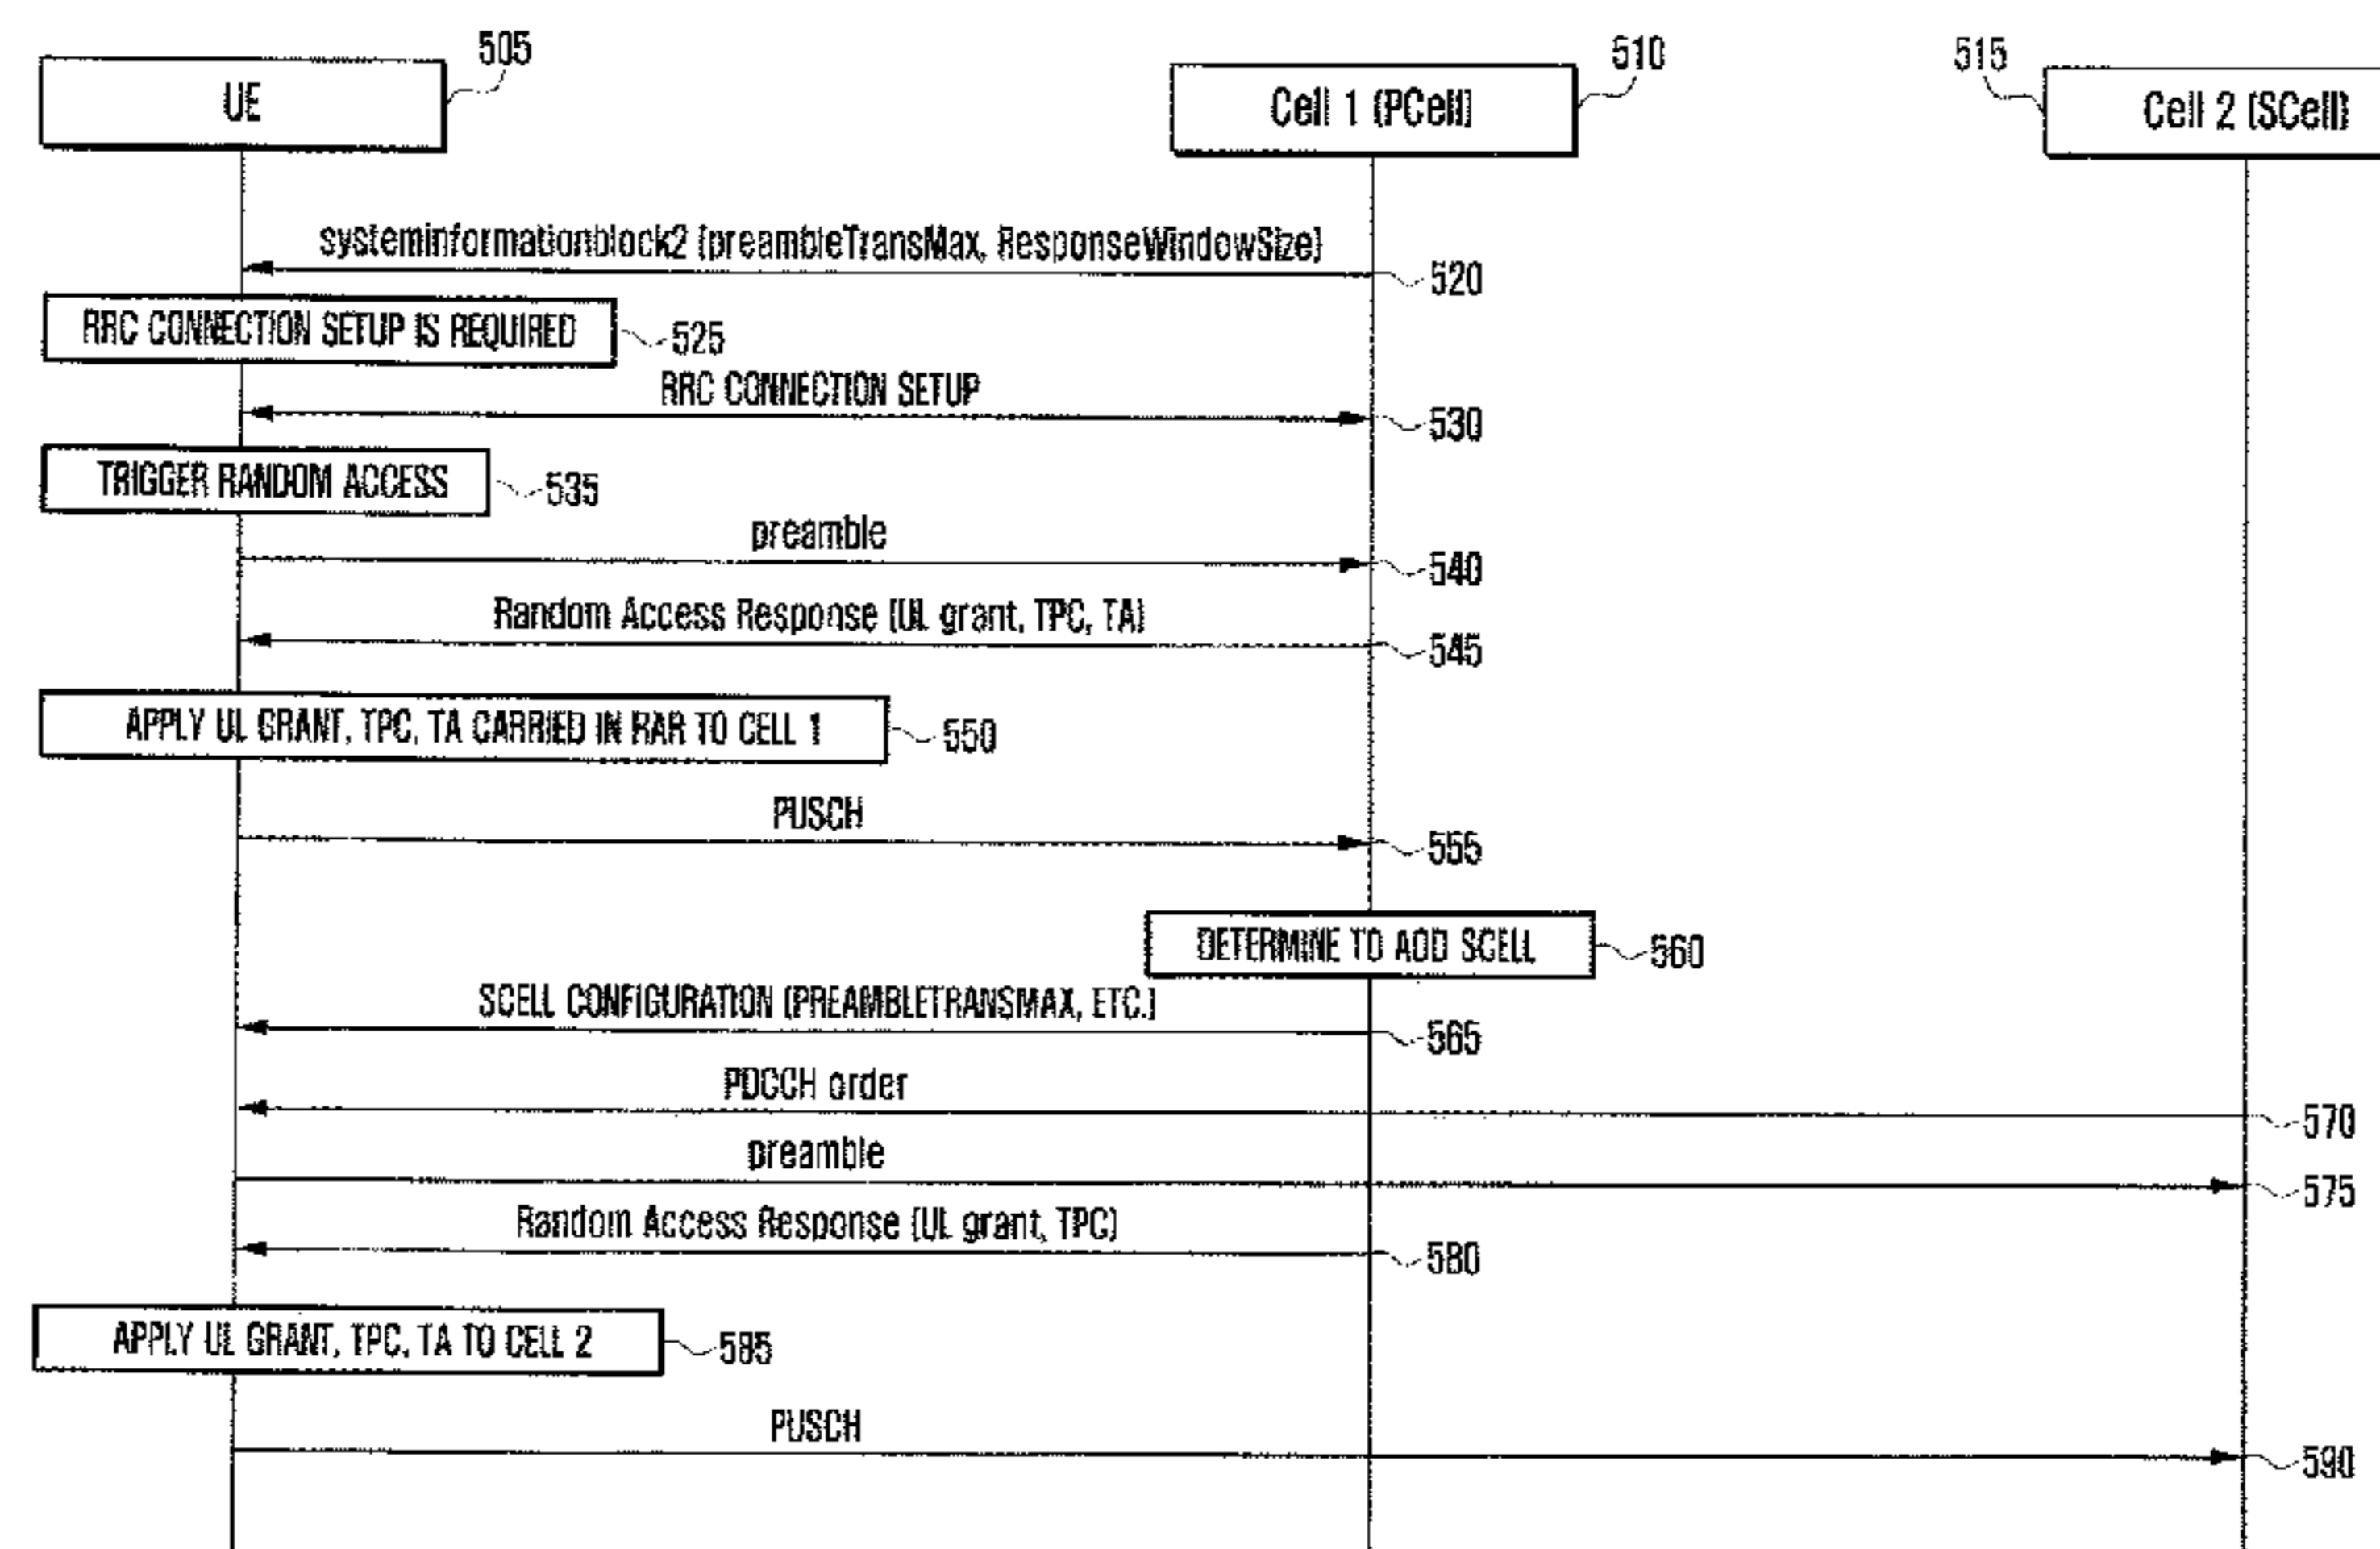 505
510
515
UE
Cell 1 (PCell)
Cell 2 (SCell)
systeminformationblock2 (preambleTransMax, ResponseWindowSize)
520
RRC CONNECTION SETUP IS REQUIRED
525
RRC CONNECTION SETUP
530
TRIGGER RANDOM ACCESS
535
preamble
540
Random Access Response (UL grant, TPC, TA)
545
APPLY UL GRANT, TPC, TA CARRIED IN RAR TO CELL 1
550
PUSCH
555
DETERMINE TO ADD SCELL
560
SCELL CONFIGURATION (PREAMBLETRANSMAX, ETC.)
565
PDCCH order
570
preamble
575
Random Access Response (UL grant, TPC)
580
APPLY UL GRANT, TPC, TA TO CELL 2
585
PUSCH
590